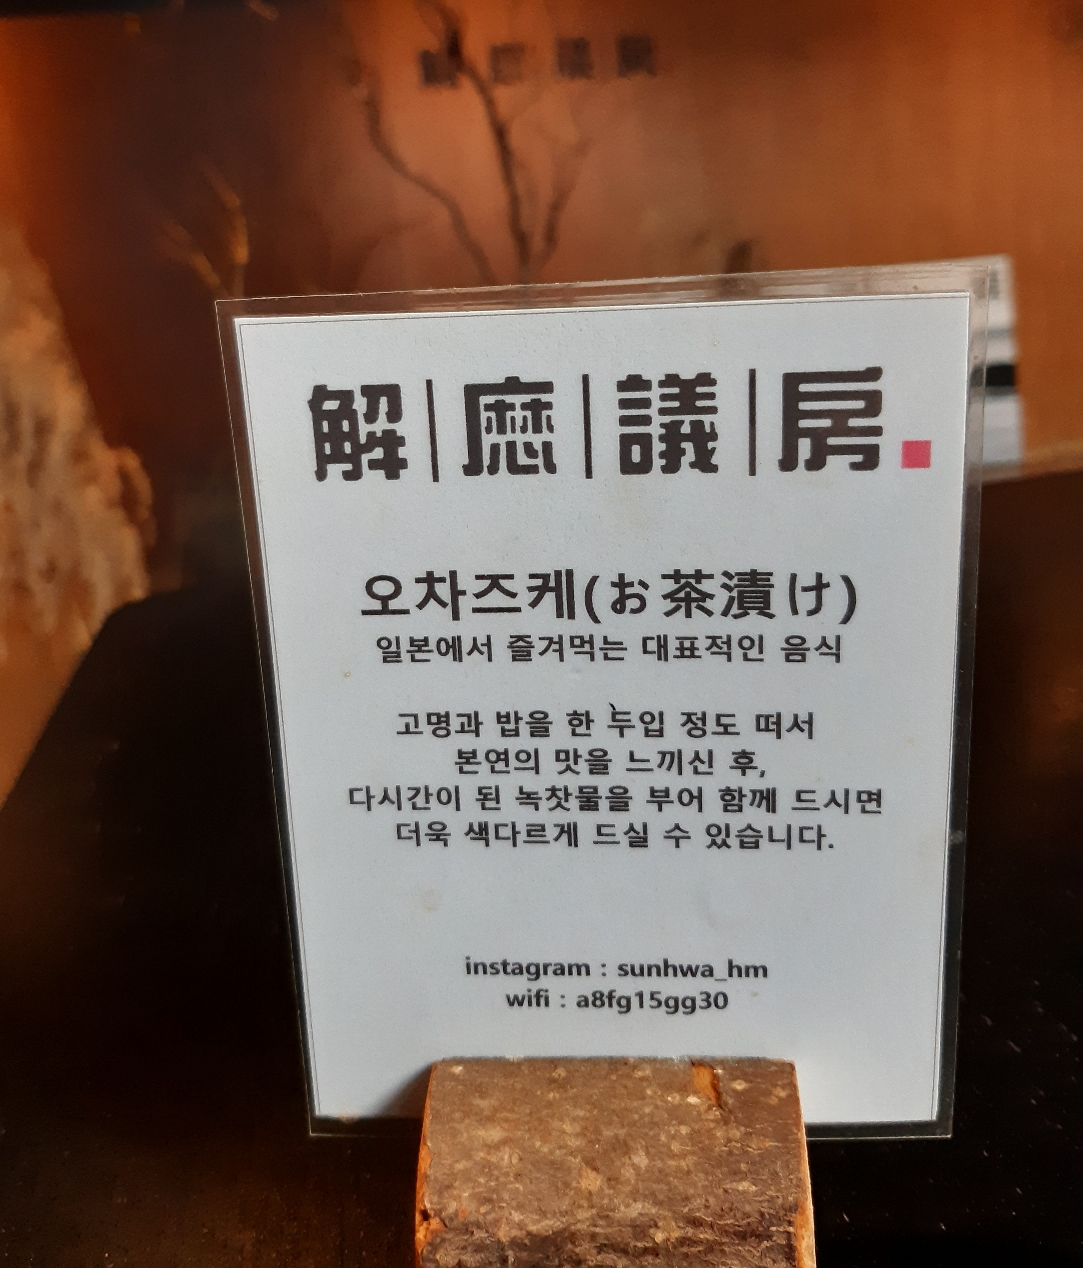 解|悪|議|房.
오차즈케(お茶漬け)
일본에서 즐겨먹는 대표적인 음식
고명과 밥을 한 두입 정도 떠서
본연의 맛을 느끼신 후,
다시간이 된 녹찻물을 부어 함께 드시면
더욱 색다르게 드실 수 있습니다.
instagram : sunhwa_hm
wifi : a8fg15gg30